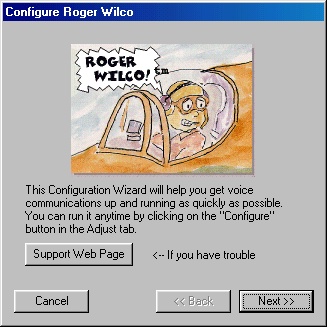 Configure Roger Wilco
ROGER
WILCO!
tm
This Configuration Wizard will help you get voice
communications up and running as quickly as possible.
You can run it anytime by clicking on the "Configure"
button in the Adjust tab.
Support Web Page
<-- If you have trouble
Cancel
<< Back
Next >>